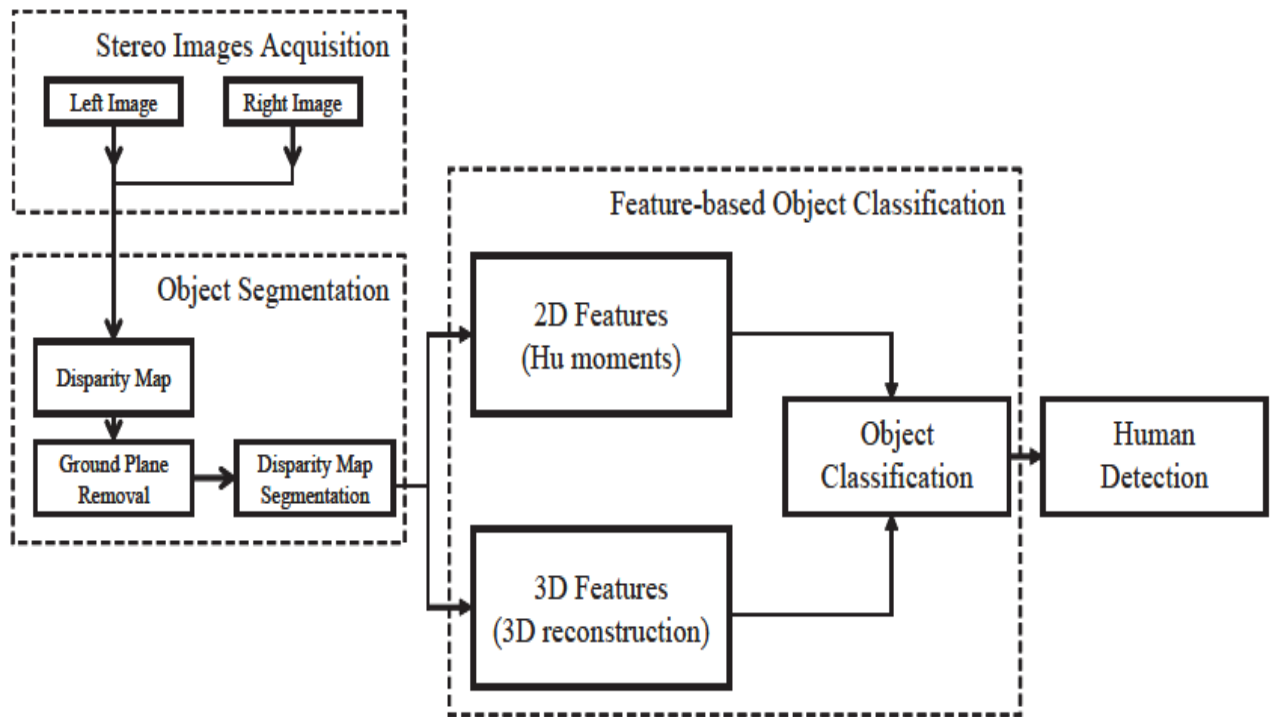 Stereo Images Acquisition
Left Image
Right Image
Object Segmentation
Disparity Map
Ground Plane
Removal
Disparity Map
Segmentation
Feature-based Object Classification
2D Features
(Hu moments)
3D Features
(3D reconstruction)
Object
Classification
Human
Detection